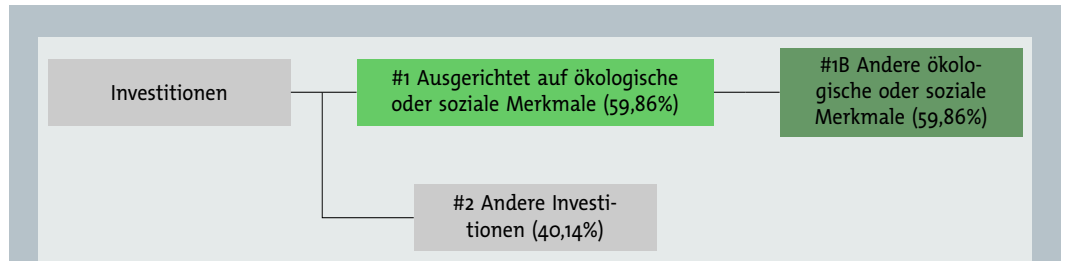 Investitionen
#1 Ausgerichtet auf ökologische
oder soziale Merkmale (59,86%)
#1B Andere ökolo-
gische oder soziale
Merkmale (59,86%)
#2 Andere Investi-
tionen (40,14%)